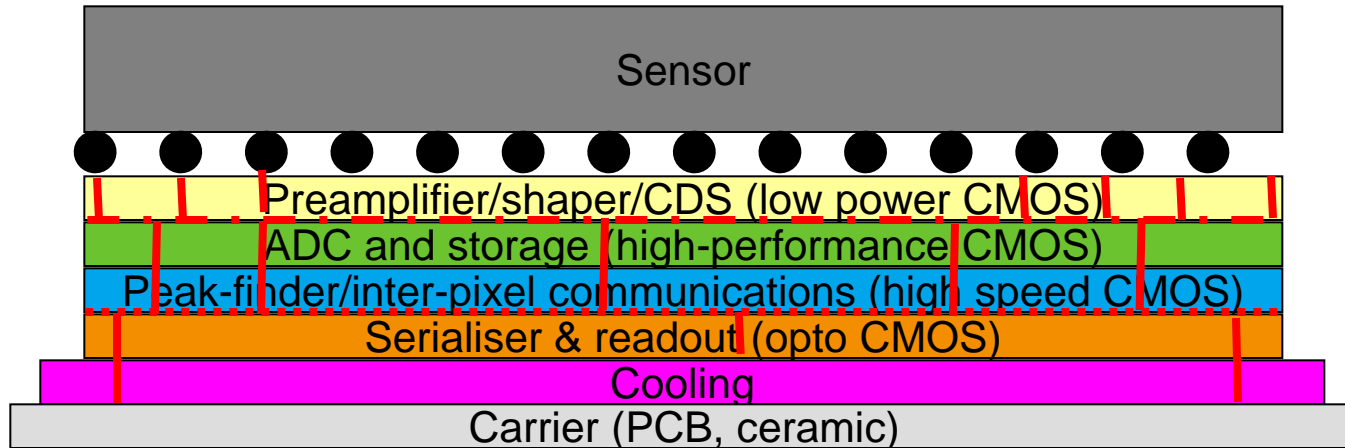 Sensor
Preamplifier/shaper/CDS (low power CMOS)
ADC and storage (high-performance CMOS)
Peak-finder/inter-pixel communications (high speed CMOS)
Serialiser & readout (opto CMOS)
Cooling
Carrier (PCB, ceramic)